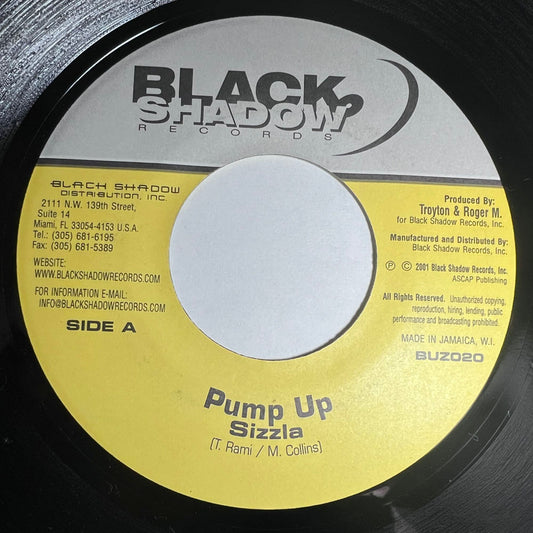 BLACK
SHADOW
RECORDS
BLACK SHADOW
DISTRIBUTION, INC.
2111 N.W. 139th Street,
Suite 14
Miami, FL 33054-4153 U.S.A.
Tel.: (305) 681-6195
Fax: (305) 681-5389
WEBSITE:
WWW.BLACKSHADOWRECORDS.COM
FOR INFORMATION E-MAIL:
INFO@BLACKSHADOWRECORDS.COM
SIDE A
Produced By:
Troyton & Roger M.
for Black Shadow Records, Inc.
Manufactured and Distributed By:
Black Shadow Records, Inc.
℗ © 2001 Black Shadow Records, Inc.
ASCAP Publishing
All Rights Reserved. Unauthorized copying,
reproduction, hiring, lending, public
performance and broadcasting prohibited.
MADE IN JAMAICA, W.I.
BUZ020
Pump Up
Sizzla
[T. Rami / M. Collins]